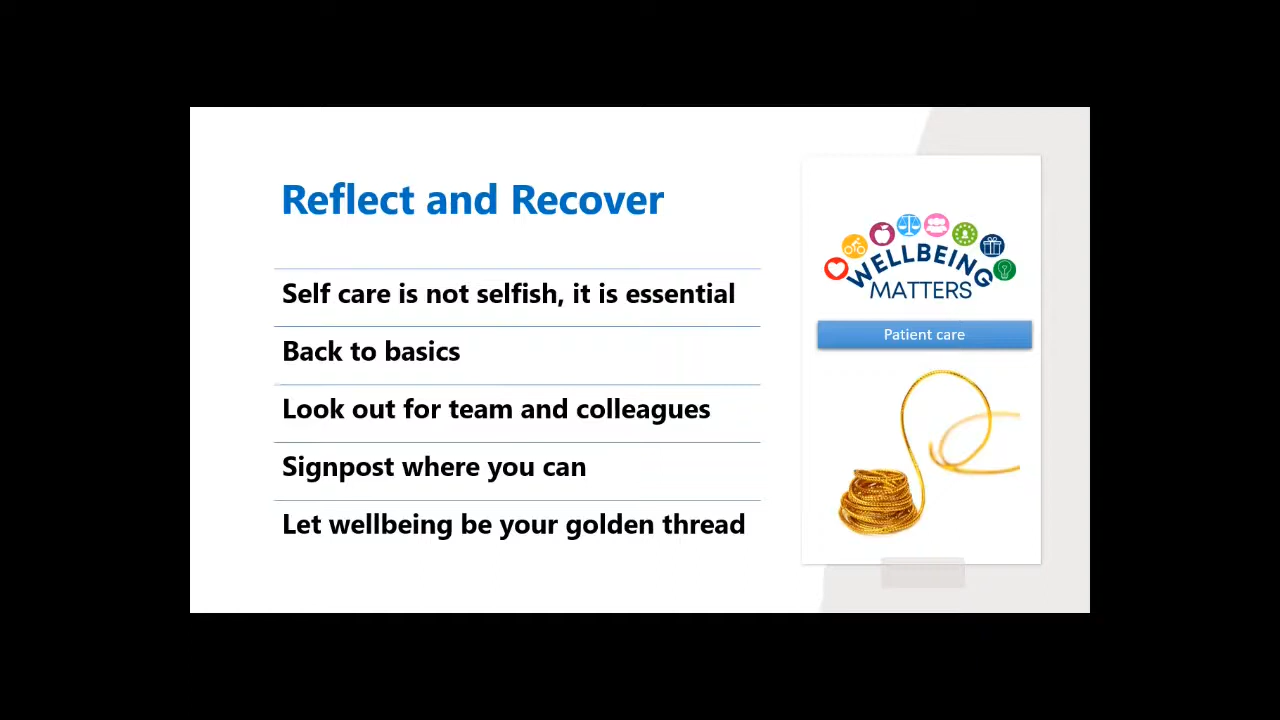 Reflect and Recover
Self care is not selfish, it is essential
Back to basics
Look out for team and colleagues
Signpost where you can
Let wellbeing be your golden thread
WELLBEING
MATTERS
Patient care